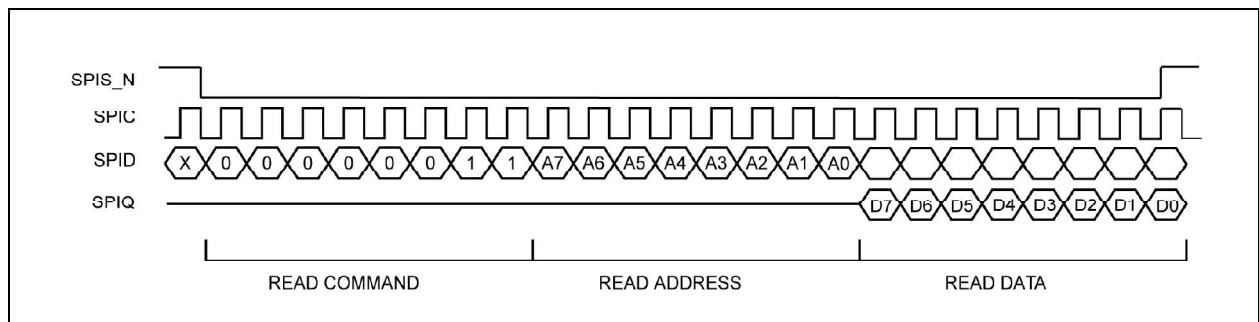 SPIS_N
SPIC
SPID X 0 0 0 0 0 0 1 1 A7 A6 A5 A4 A3 A2 A1 A0
SPIQ D7 D6 D5 D4 D3 D2 D1 D0
READ COMMAND READ ADDRESS READ DATA